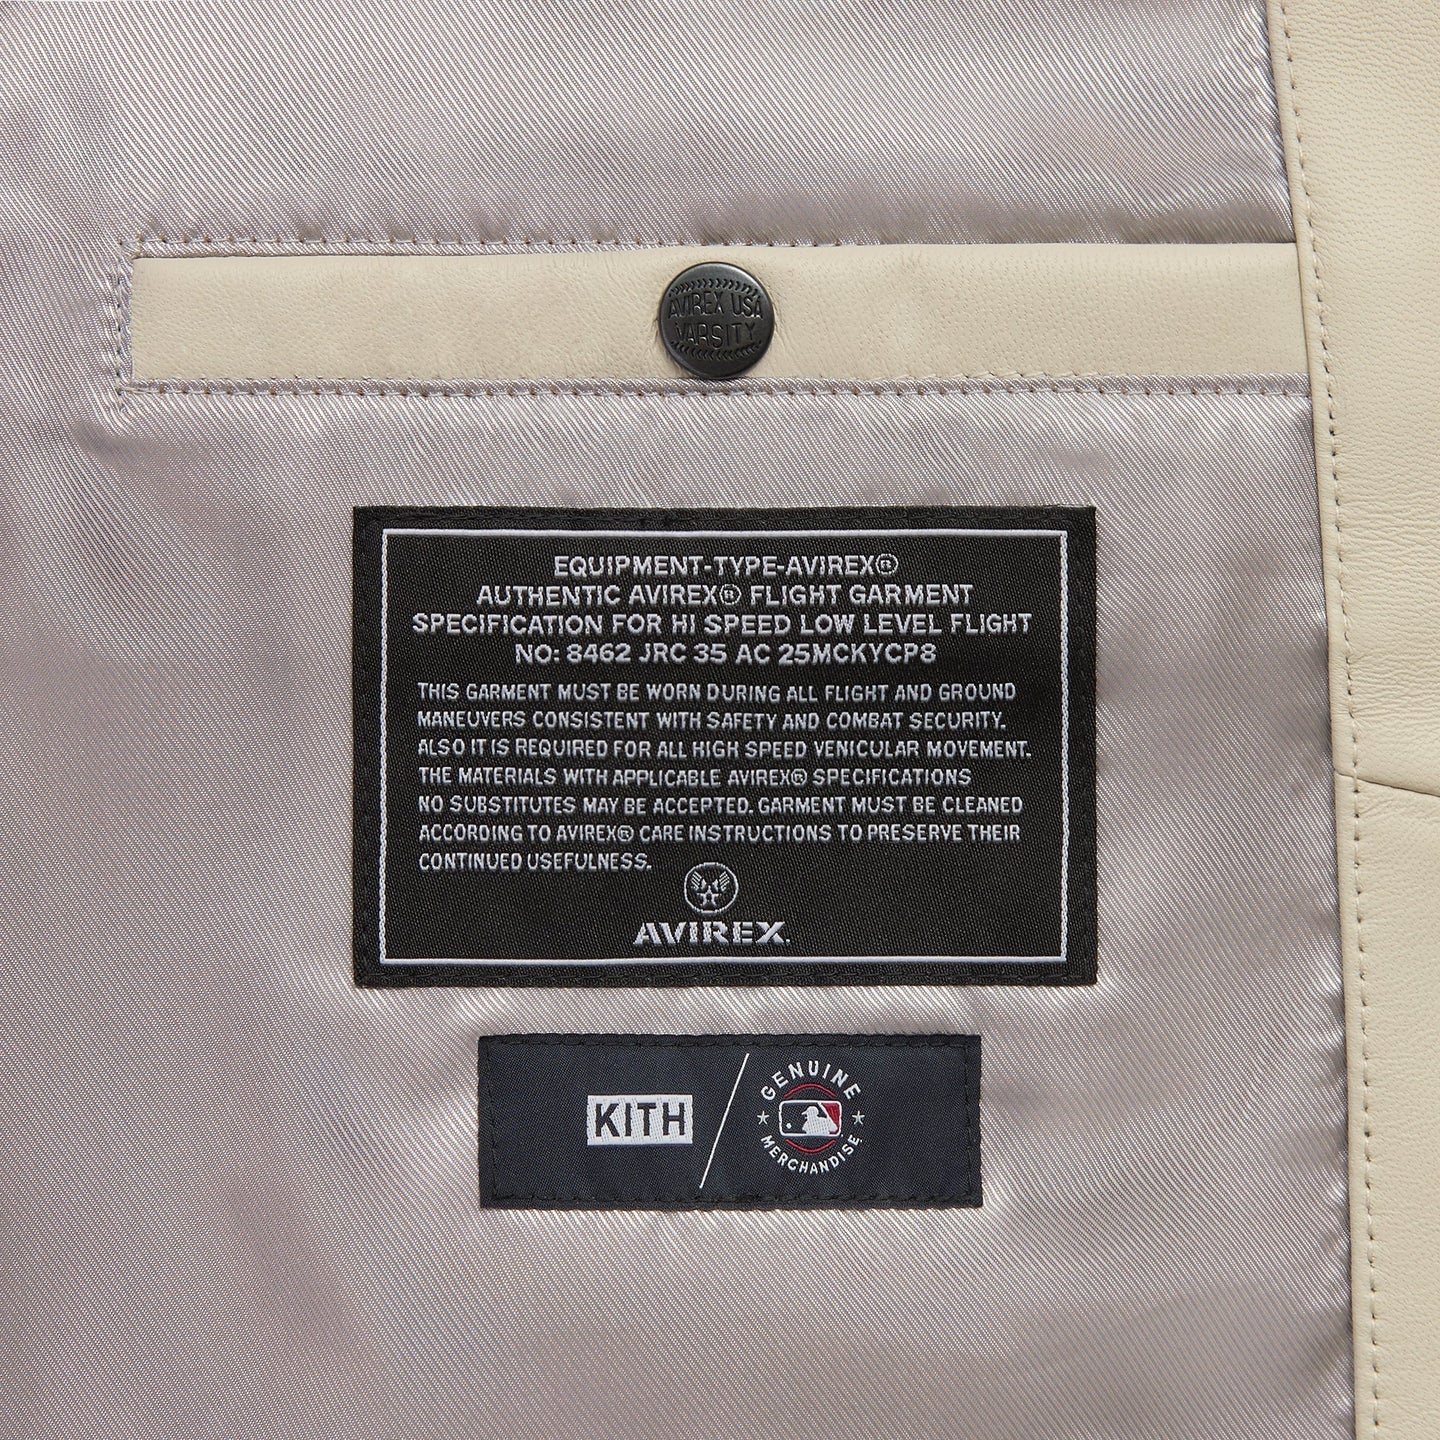 AVIREX USA
VARSITY
EQUIPMENT-TYPE-AVIREX®
AUTHENTIC AVIREX® FLIGHT GARMENT
SPECIFICATION FOR HI SPEED LOW LEVEL FLIGHT
NO: 8462 JRC 35 AC 25MCKYCP8
THIS GARMENT MUST BE WORN DURING ALL FLIGHT AND GROUND
MANEUVERS CONSISTENT WITH SAFETY AND COMBAT SECURITY.
ALSO IT IS REQUIRED FOR ALL HIGH SPEED VENICULAR MOVEMENT.
THE MATERIALS WITH APPLICABLE AVIREX® SPECIFICATIONS
NO SUBSTITUTES MAY BE ACCEPTED. GARMENT MUST BE CLEANED
ACCORDING TO AVIREX® CARE INSTRUCTIONS TO PRESERVE THEIR
CONTINUED USEFULNESS.
AVIREX.
KITH
GENUINE
MERCHANDISE